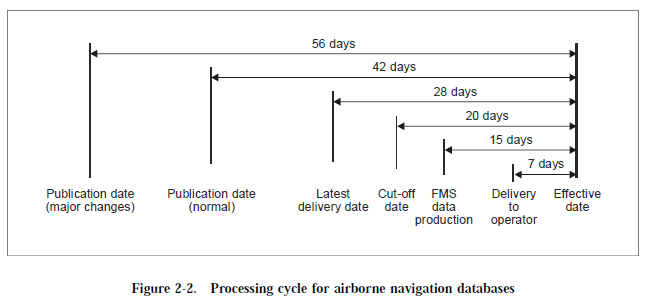 56 days
42 days
28 days
20 days
15 days
7 days
Publication date
(major changes)
Publication date
(normal)
Latest
delivery date
Cut-off
date
FMS
data
production
Delivery
to
operator
Effective
date
Figure 2-2. Processing cycle for airborne navigation databases